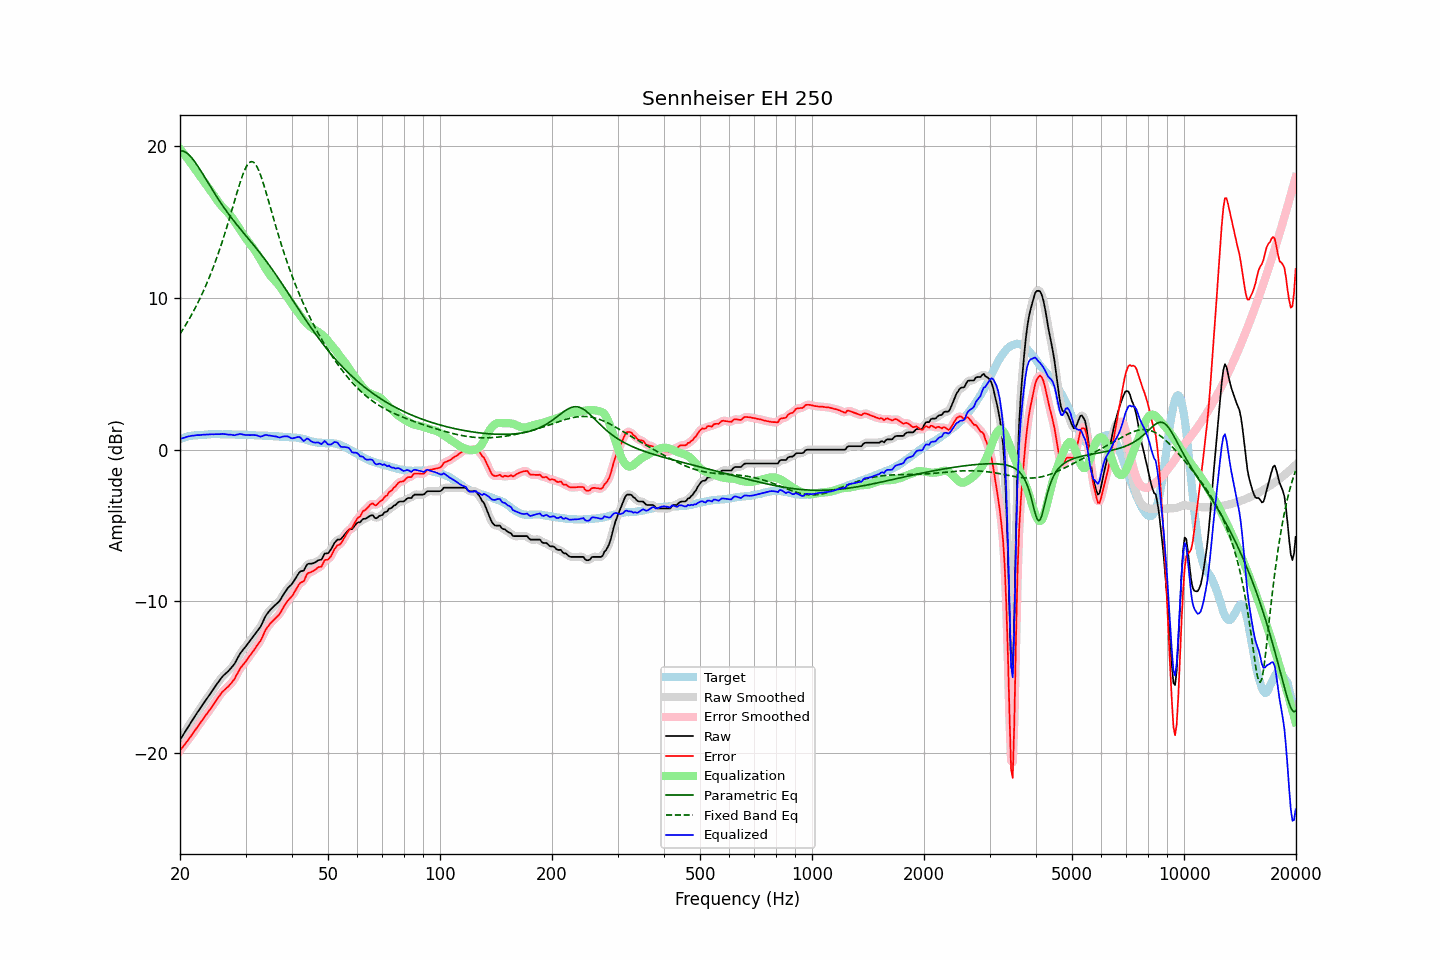 Sennheiser EH 250
Amplitude (dBr)
20
10
0
−10
−20
Target
Raw Smoothed
Error Smoothed
Raw
Error
Equalization
Parametric Eq
Fixed Band Eq
Equalized
20 50 100 200 500 1000 2000 5000 10000 20000
Frequency (Hz)